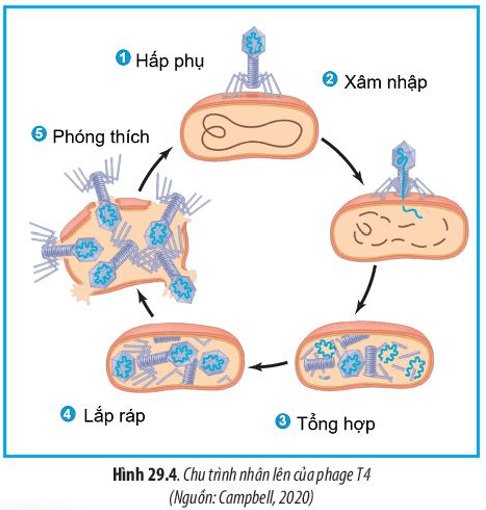 1 Hấp phụ
2 Xâm nhập
3 Tổng hợp
4 Lắp ráp
5 Phóng thích
Hình 29.4. Chu trình nhân lên của phage T4
(Nguồn: Campbell, 2020)